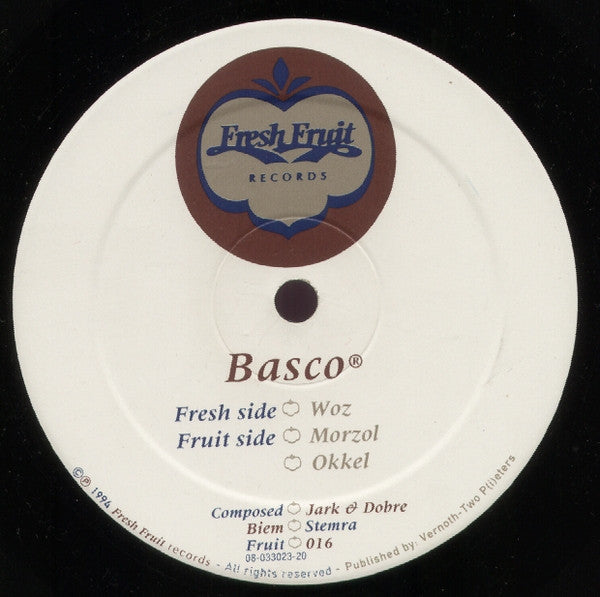 Fresh Fruit
RECORDS
Basco®
Fresh side Woz
Fruit side Morzol
Okkel
Composed Jark & Dobre
Biem Stemra
Fruit 016
08-033023-20
©℗ 1994 Fresh Fruit records - All rights reserved - Published by: Vernoth-Two P(i)eters